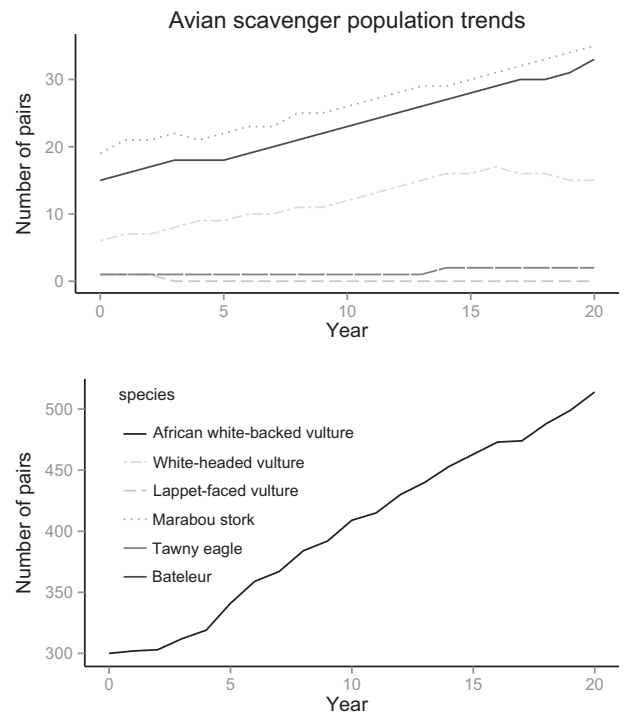 Avian scavenger population trends
Number of pairs
30
20
10
0
0 5 10 15 20
Year
Number of pairs
500
450
400
350
300
species
African white-backed vulture
White-headed vulture
Lappet-faced vulture
Marabou stork
Tawny eagle
Bateleur
0 5 10 15 20
Year